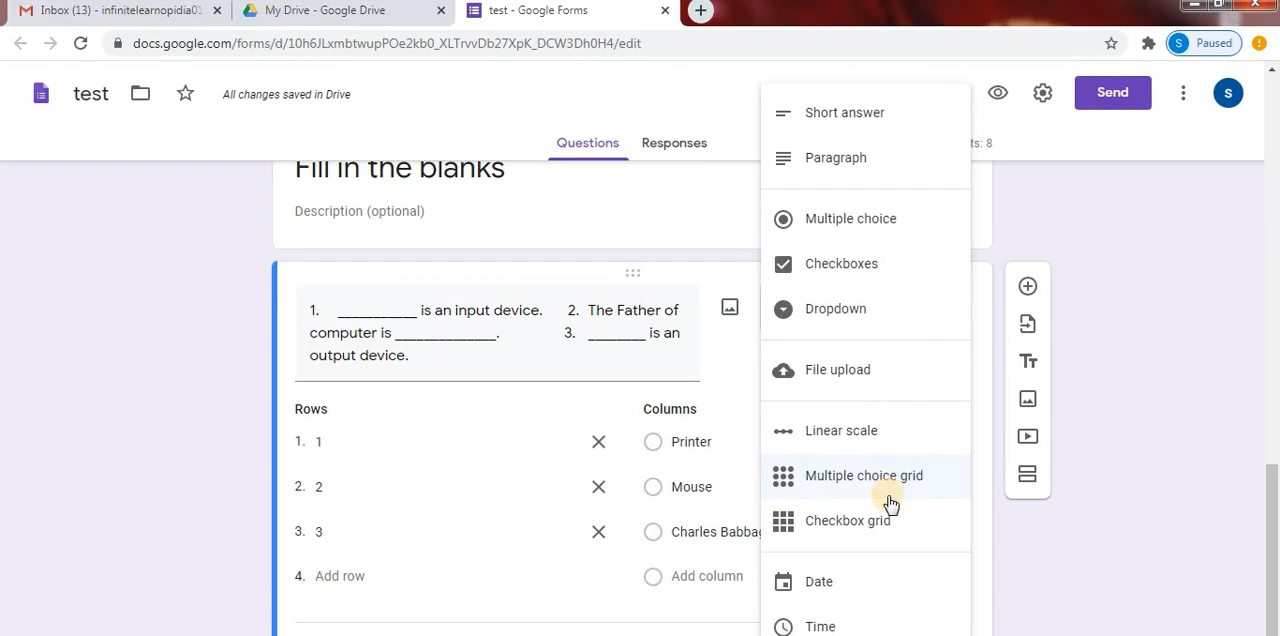 Inbox (13) - infinitelearnopidia01
My Drive - Google Drive
test - Google Forms
docs.google.com/forms/d/10h6JLxmbtwupPOe2kb0_XLTrvvDb27XpK_DCW3Dh0H4/edit
S Paused
test
All changes saved in Drive
Send
S
Questions
Responses
ts: 8
Fill in the blanks
Description (optional)
1. ___________ is an input device. 2. The Father of
computer is ______________. 3. ________ is an
output device.
Rows
Columns
1. 1
Printer
2. 2
Mouse
3. 3
Charles Babbag
4. Add row
Add column
Short answer
Paragraph
Multiple choice
Checkboxes
Dropdown
File upload
Linear scale
Multiple choice grid
Checkbox grid
Date
Time
Tt